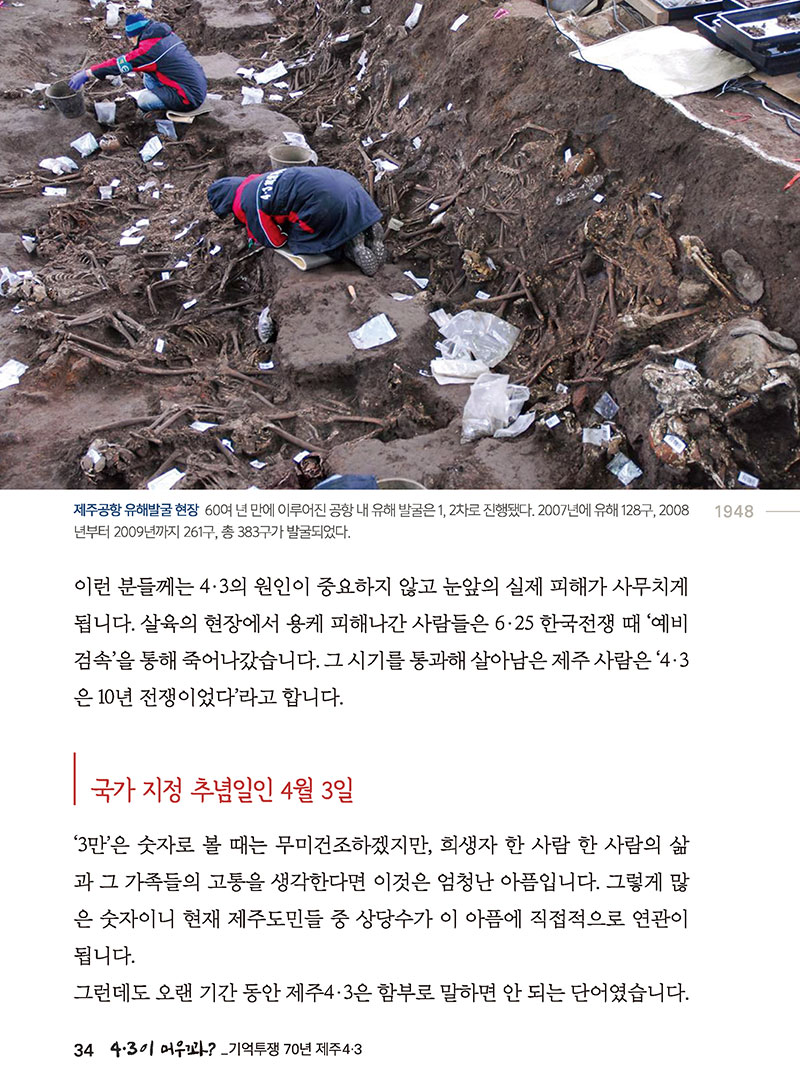 제주공항 유해발굴 현장 60여 년 만에 이루어진 공항 내 유해 발굴은 1, 2차로 진행됐다. 2007년에 유해 128구, 2008
년부터 2009년까지 261구, 총 383구가 발굴되었다.
1948
이런 분들께는 4·3의 원인이 중요하지 않고 눈앞의 실제 피해가 사무치게
됩니다. 살육의 현장에서 용케 피해나간 사람들은 6·25 한국전쟁 때 ‘예비
검속’을 통해 죽어나갔습니다. 그 시기를 통과해 살아남은 제주 사람은 ‘4·3
은 10년 전쟁이었다’라고 합니다.
국가 지정 추념일인 4월 3일
‘3만’은 숫자로 볼 때는 무미건조하겠지만, 희생자 한 사람 한 사람의 삶
과 그 가족들의 고통을 생각한다면 이것은 엄청난 아픔입니다. 그렇게 많
은 숫자이니 현재 제주도민들 중 상당수가 이 아픔에 직접적으로 연관이
됩니다.
그런데도 오랜 기간 동안 제주4·3은 함부로 말하면 안 되는 단어였습니다.
34 4·3이 머우꽈? _기억투쟁 70년 제주4·3